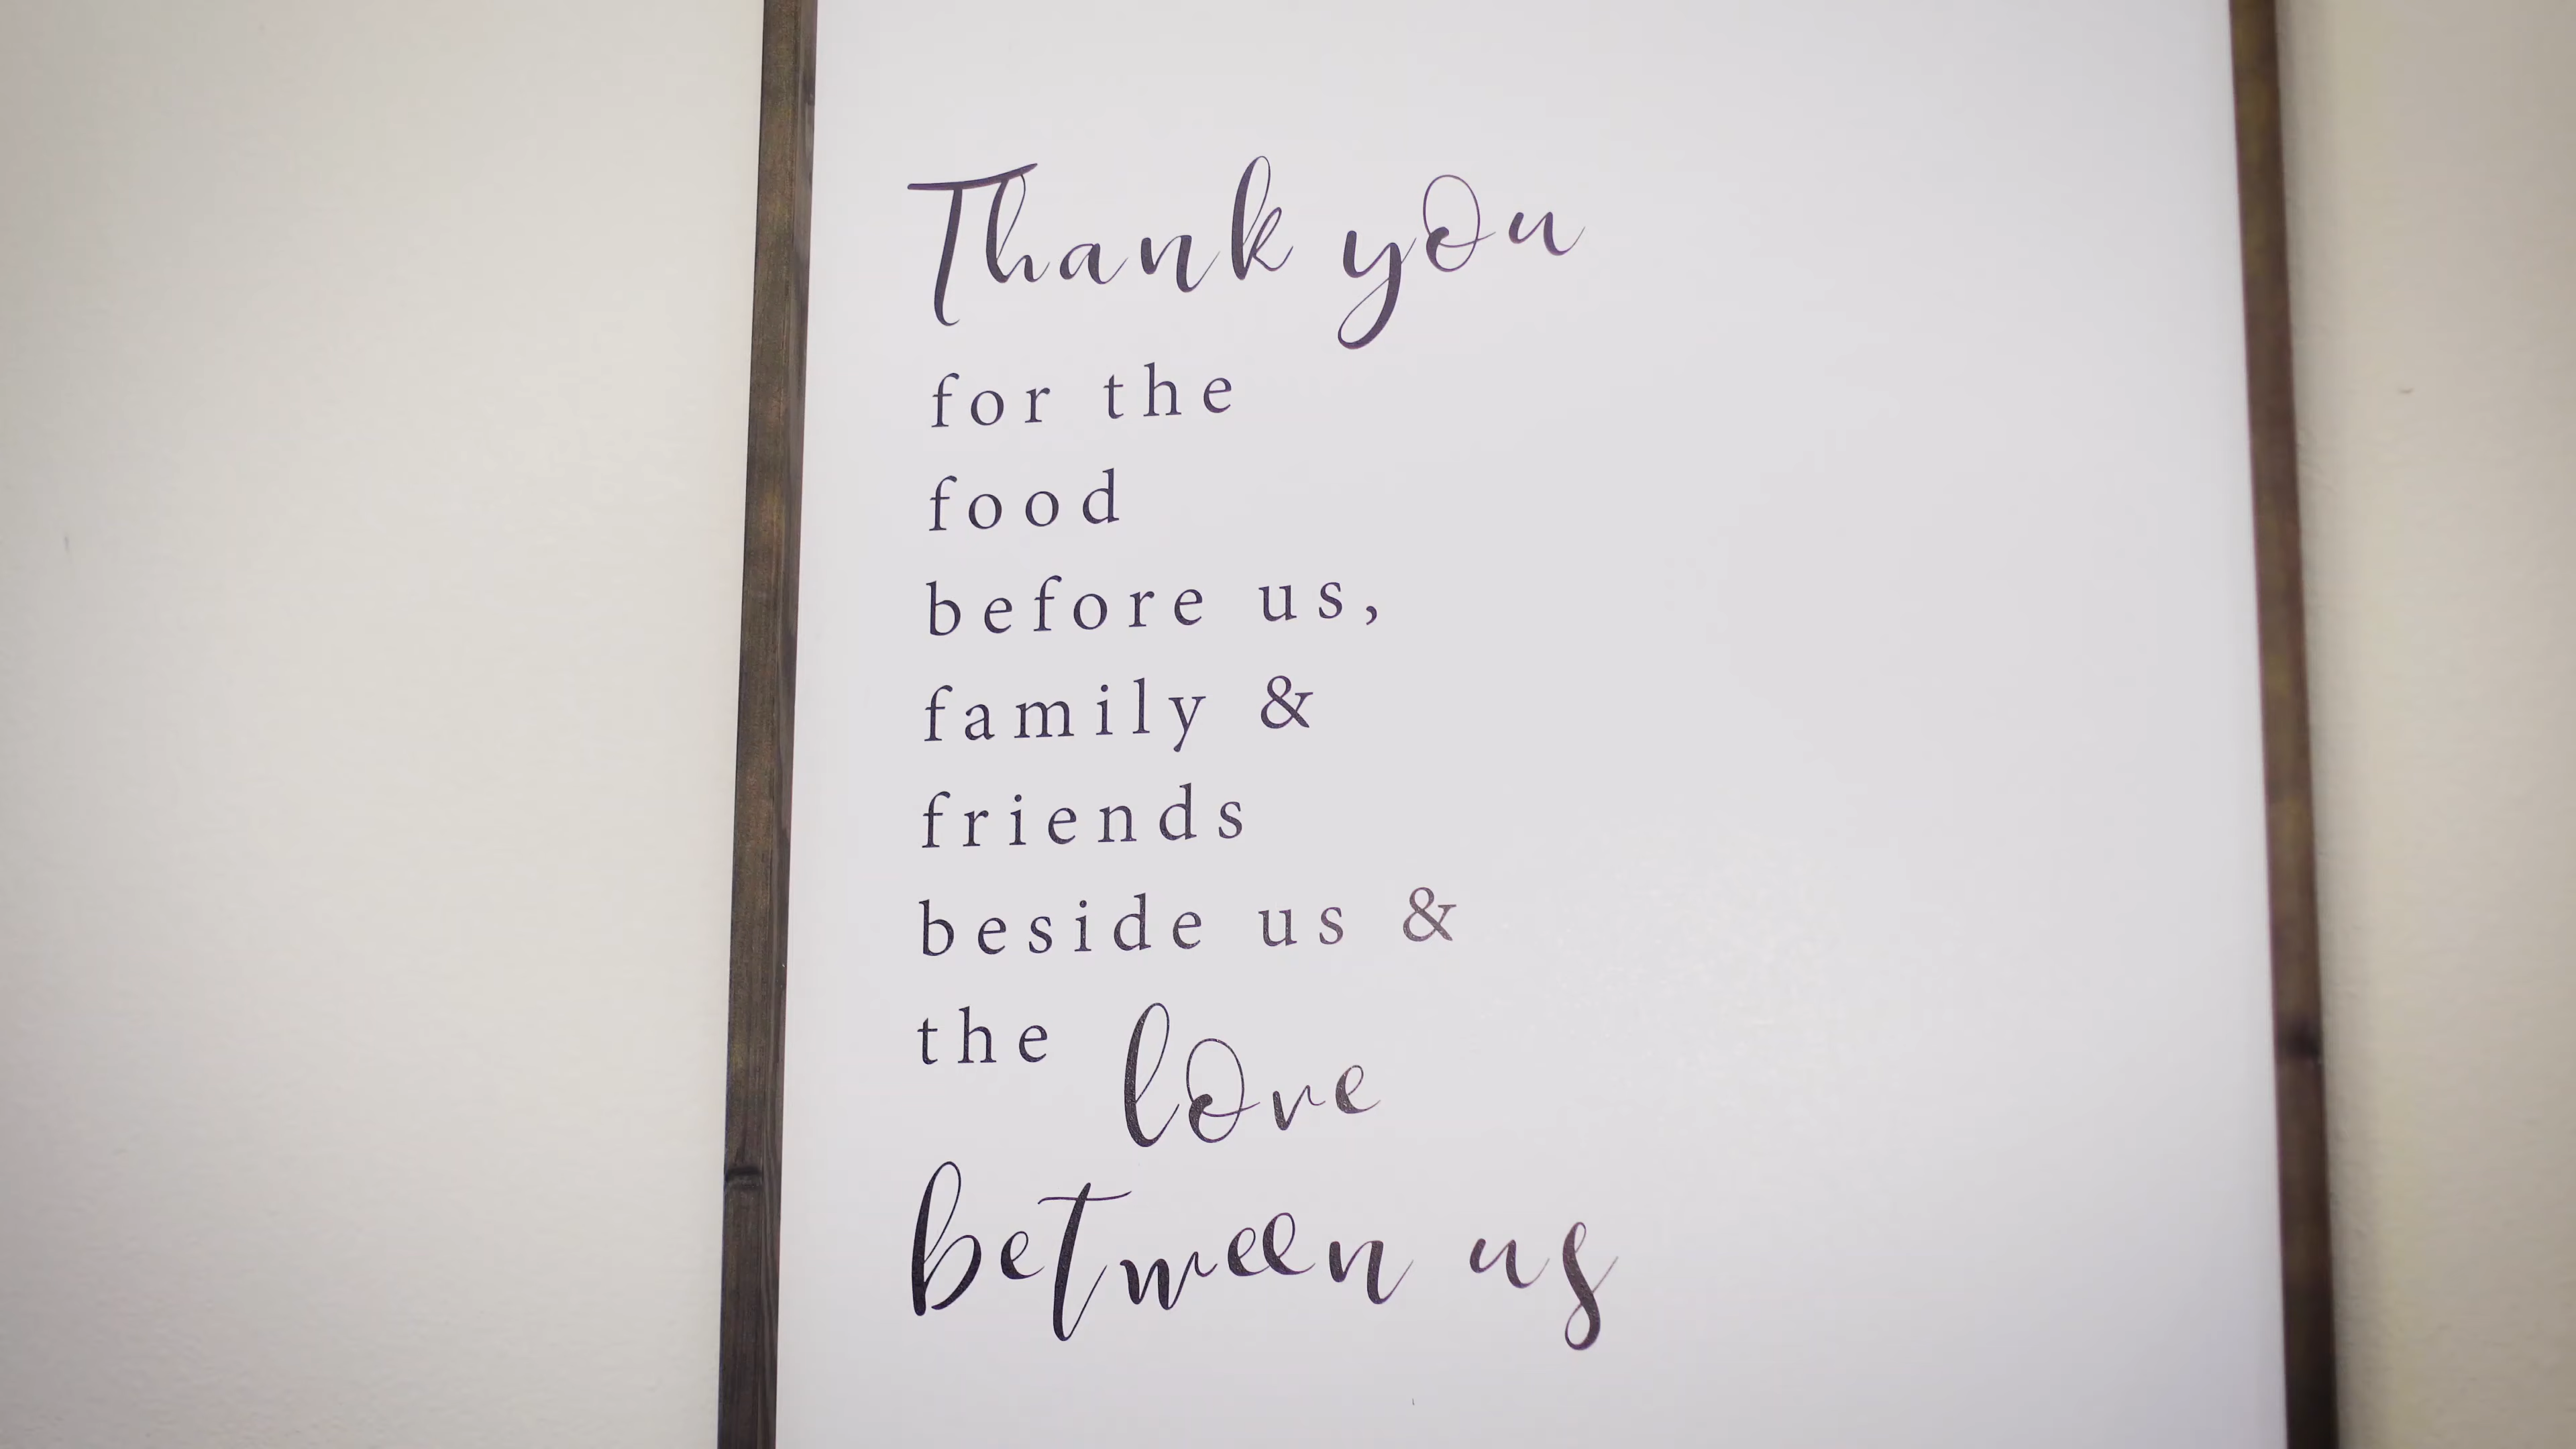 Thank you
for the
food
before us,
family &
friends
beside us &
the love
between us